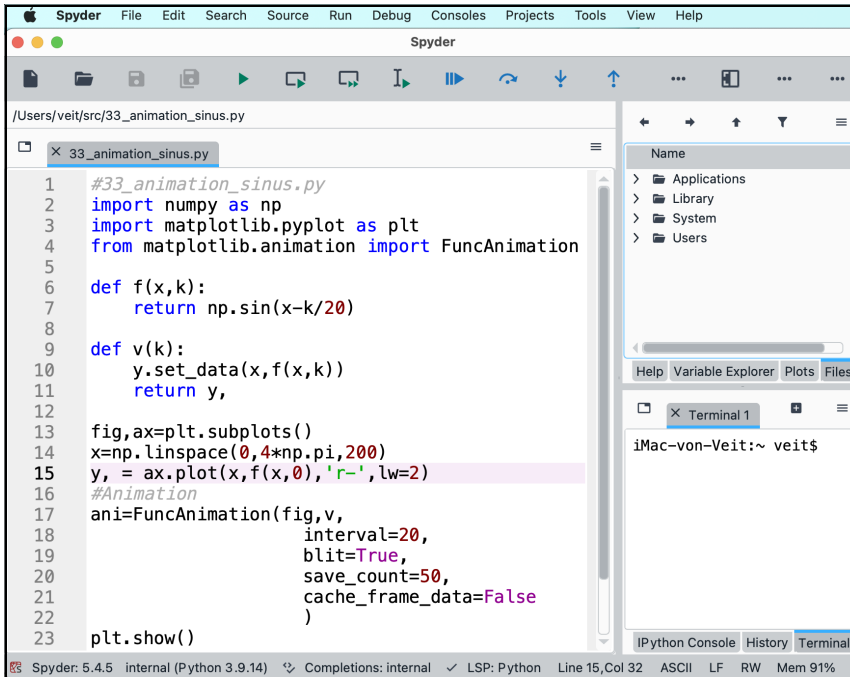 Spyder File Edit Search Source Run Debug Consoles Projects Tools View Help
Spyder
/Users/veit/src/33_animation_sinus.py
33_animation_sinus.py
1 #33_animation_sinus.py
2 import numpy as np
3 import matplotlib.pyplot as plt
4 from matplotlib.animation import FuncAnimation
5
6 def f(x,k):
7     return np.sin(x-k/20)
8
9 def v(k):
10     y.set_data(x,f(x,k))
11     return y,
12
13 fig,ax=plt.subplots()
14 x=np.linspace(0,4*np.pi,200)
15 y, = ax.plot(x,f(x,0),'r-',lw=2)
16 #Animation
17 ani=FuncAnimation(fig,v,
18                     interval=20,
19                     blit=True,
20                     save_count=50,
21                     cache_frame_data=False
22                     )
23 plt.show()
Name
Applications
Library
System
Users
Help Variable Explorer Plots Files
Terminal 1
iMac-von-Veit:~ veit$
IPython Console History Terminal
Spyder: 5.4.5 internal (Python 3.9.14) Completions: internal LSP: Python Line 15,Col 32 ASCII LF RW Mem 91%